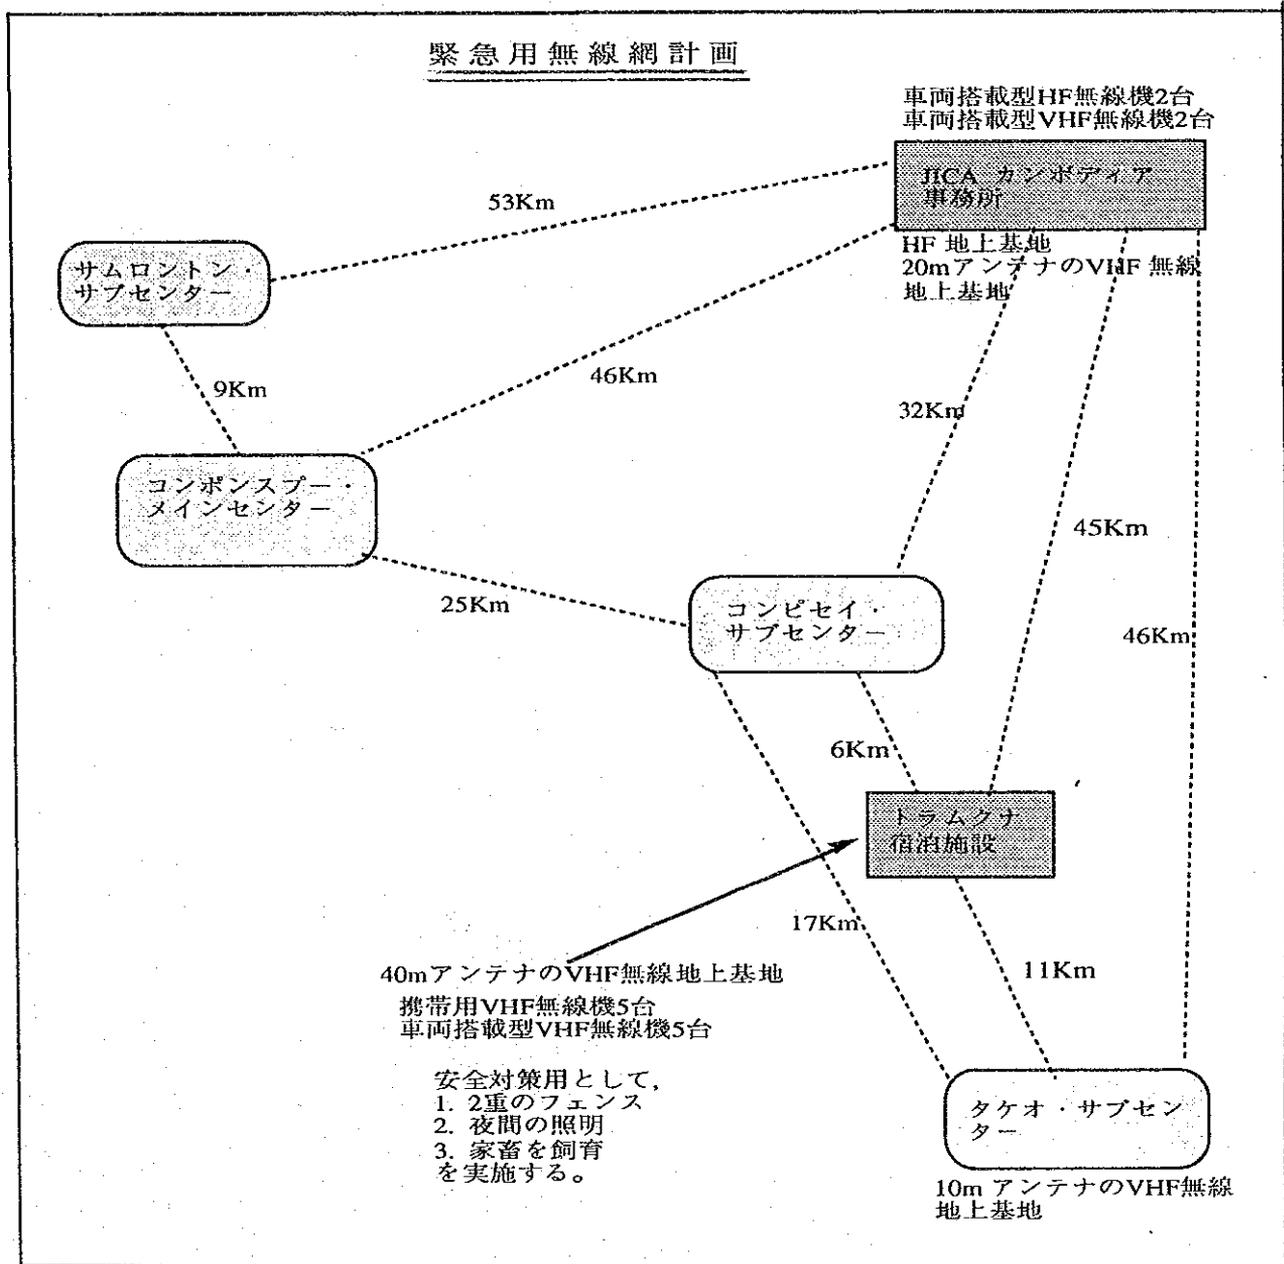 緊急用無線網計画
車両搭載型HF無線機2台
車両搭載型VHF無線機2台
JICA カンボディア
事務所
HF 地上基地
20mアンテナのVHF 無線
地上基地
53Km
サムロントン・
サブセンター
9Km
46Km
32Km
コンポンスプー・
メインセンター
45Km
25Km
コンピセイ・
サブセンター
46Km
6Km
トラムクナ
宿泊施設
17Km
11Km
40mアンテナのVHF無線地上基地
携帯用VHF無線機5台
車両搭載型VHF無線機5台
安全対策用として,
1. 2重のフェンス
2. 夜間の照明
3. 家畜を飼育
を実施する。
タケオ・サブセン
ター
10m アンテナのVHF無線
地上基地